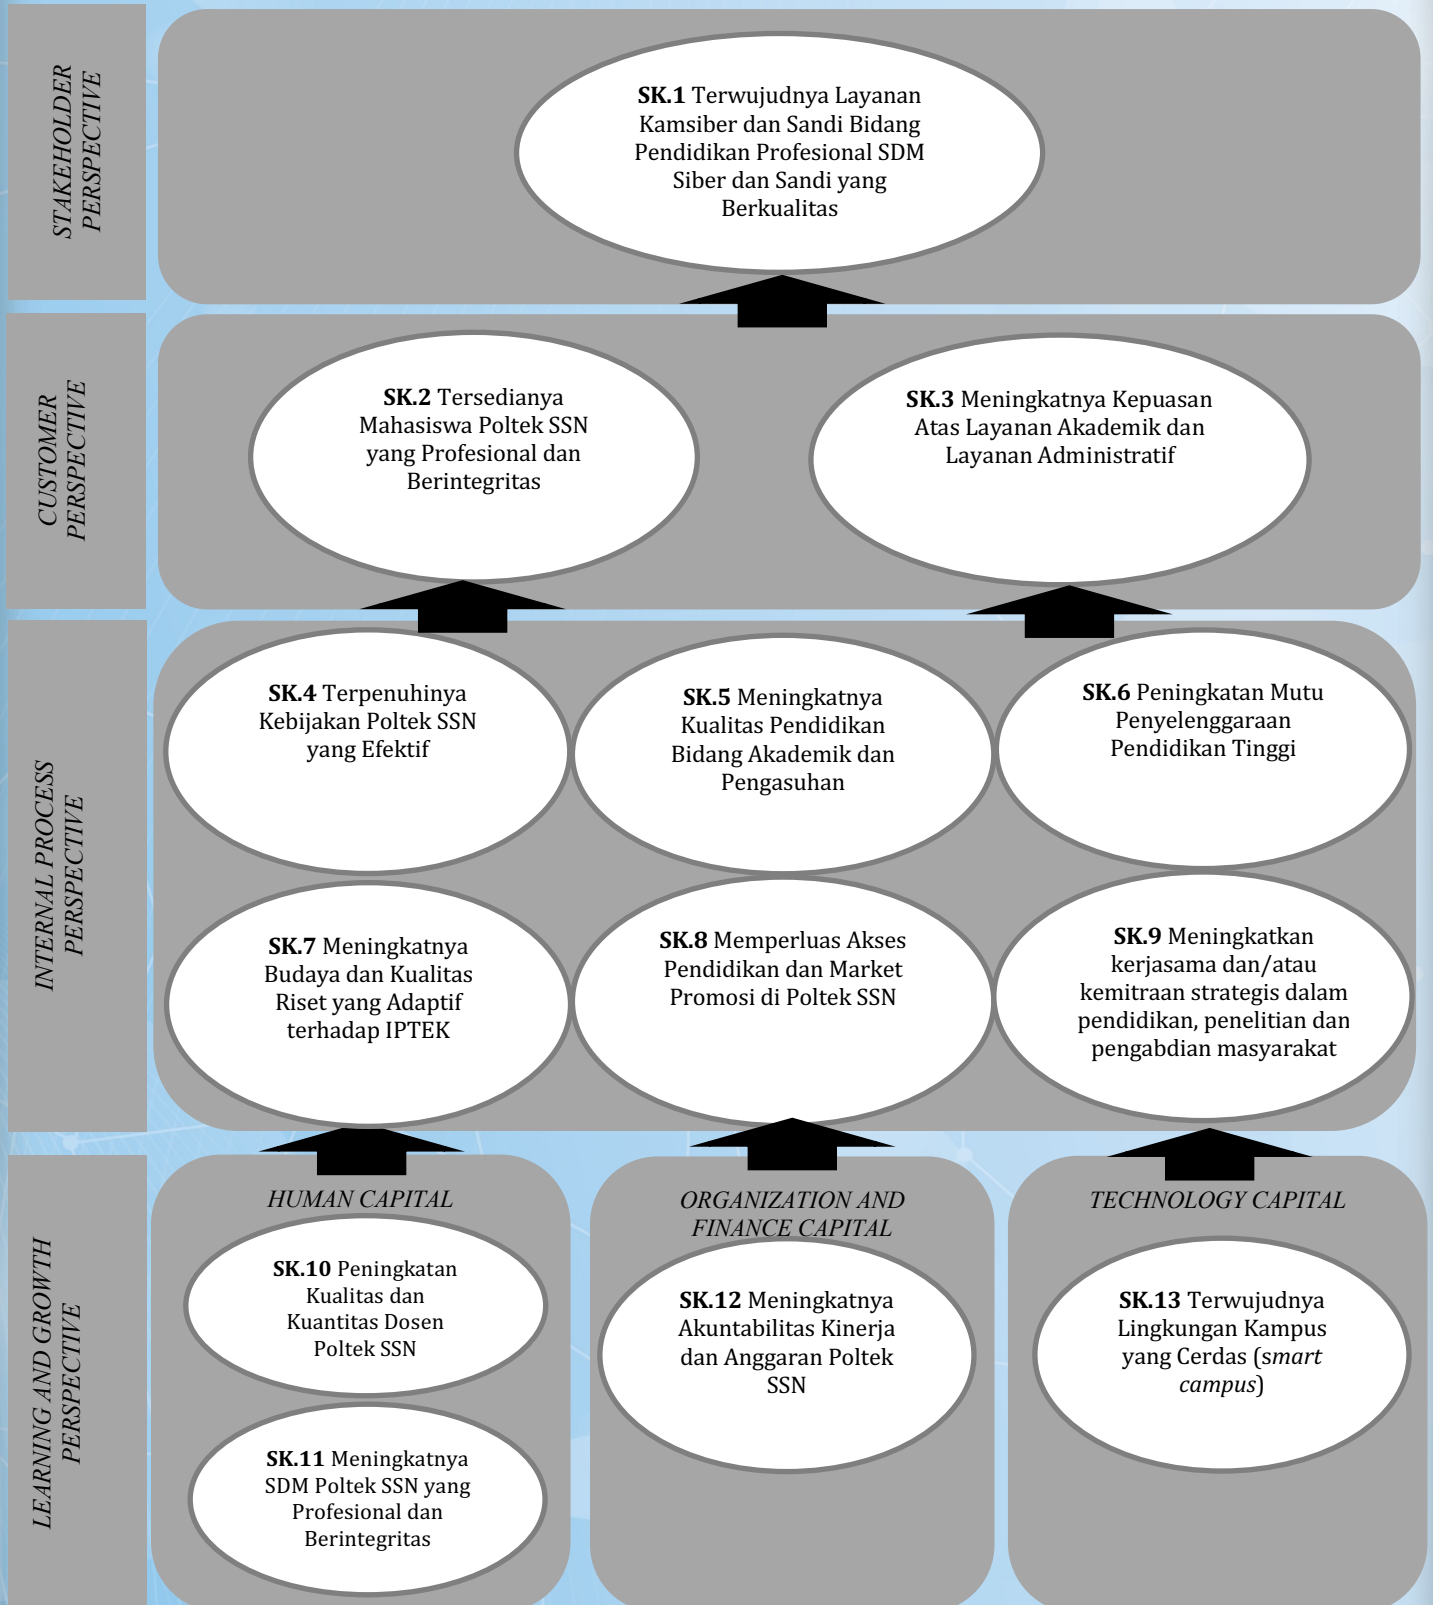 STAKEHOLDER
PERSPECTIVE
SK.1 Terwujudnya Layanan
Kamsiber dan Sandi Bidang
Pendidikan Profesional SDM
Siber dan Sandi yang
Berkualitas
CUSTOMER
PERSPECTIVE
SK.2 Tersedianya
Mahasiswa Poltek SSN
yang Profesional dan
Berintegritas
SK.3 Meningkatnya Kepuasan
Atas Layanan Akademik dan
Layanan Administratif
INTERNAL PROCESS
PERSPECTIVE
SK.4 Terpenuhinya
Kebijakan Poltek SSN
yang Efektif
SK.5 Meningkatnya
Kualitas Pendidikan
Bidang Akademik dan
Pengasuhan
SK.6 Peningkatan Mutu
Penyelenggaraan
Pendidikan Tinggi
SK.7 Meningkatnya
Budaya dan Kualitas
Riset yang Adaptif
terhadap IPTEK
SK.8 Memperluas Akses
Pendidikan dan Market
Promosi di Poltek SSN
SK.9 Meningkatkan
kerjasama dan/atau
kemitraan strategis dalam
pendidikan, penelitian dan
pengabdian masyarakat
LEARNING AND GROWTH
PERSPECTIVE
HUMAN CAPITAL
SK.10 Peningkatan
Kualitas dan
Kuantitas Dosen
Poltek SSN
SK.11 Meningkatnya
SDM Poltek SSN yang
Profesional dan
Berintegritas
ORGANIZATION AND
FINANCE CAPITAL
SK.12 Meningkatnya
Akuntabilitas Kinerja
dan Anggaran Poltek
SSN
TECHNOLOGY CAPITAL
SK.13 Terwujudnya
Lingkungan Kampus
yang Cerdas (smart
campus)